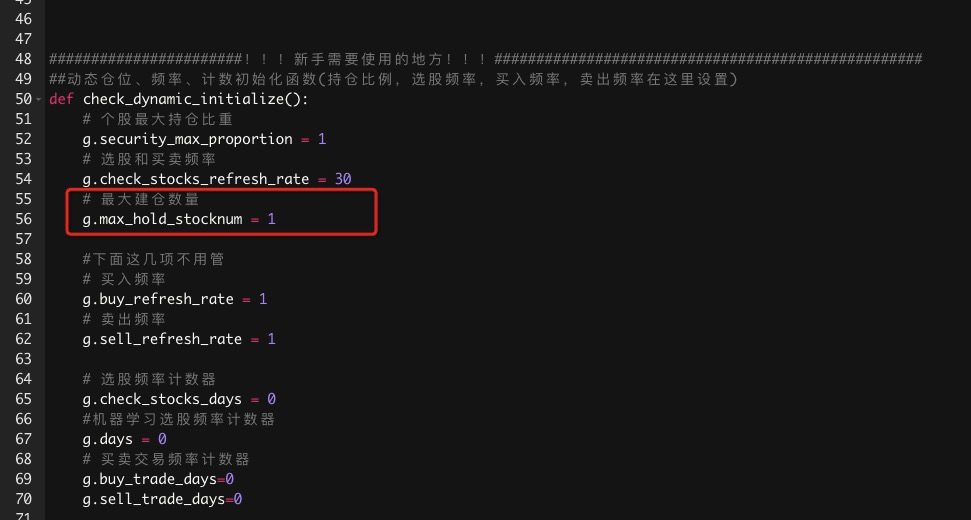 46
47
48 #######################！！！新手需要使用的地方！！！###################################################
49 ##动态仓位、频率、计数初始化函数(持仓比例，选股频率，买入频率，卖出频率在这里设置)
50 def check_dynamic_initialize():
51 # 个股最大持仓比重
52 g.security_max_proportion = 1
53 # 选股和买卖频率
54 g.check_stocks_refresh_rate = 30
55 # 最大建仓数量
56 g.max_hold_stocknum = 1
57
58 #下面这几项不用管
59 # 买入频率
60 g.buy_refresh_rate = 1
61 # 卖出频率
62 g.sell_refresh_rate = 1
63
64 # 选股频率计数器
65 g.check_stocks_days = 0
66 #机器学习选股频率计数器
67 g.days = 0
68 # 买卖交易频率计数器
69 g.buy_trade_days=0
70 g.sell_trade_days=0